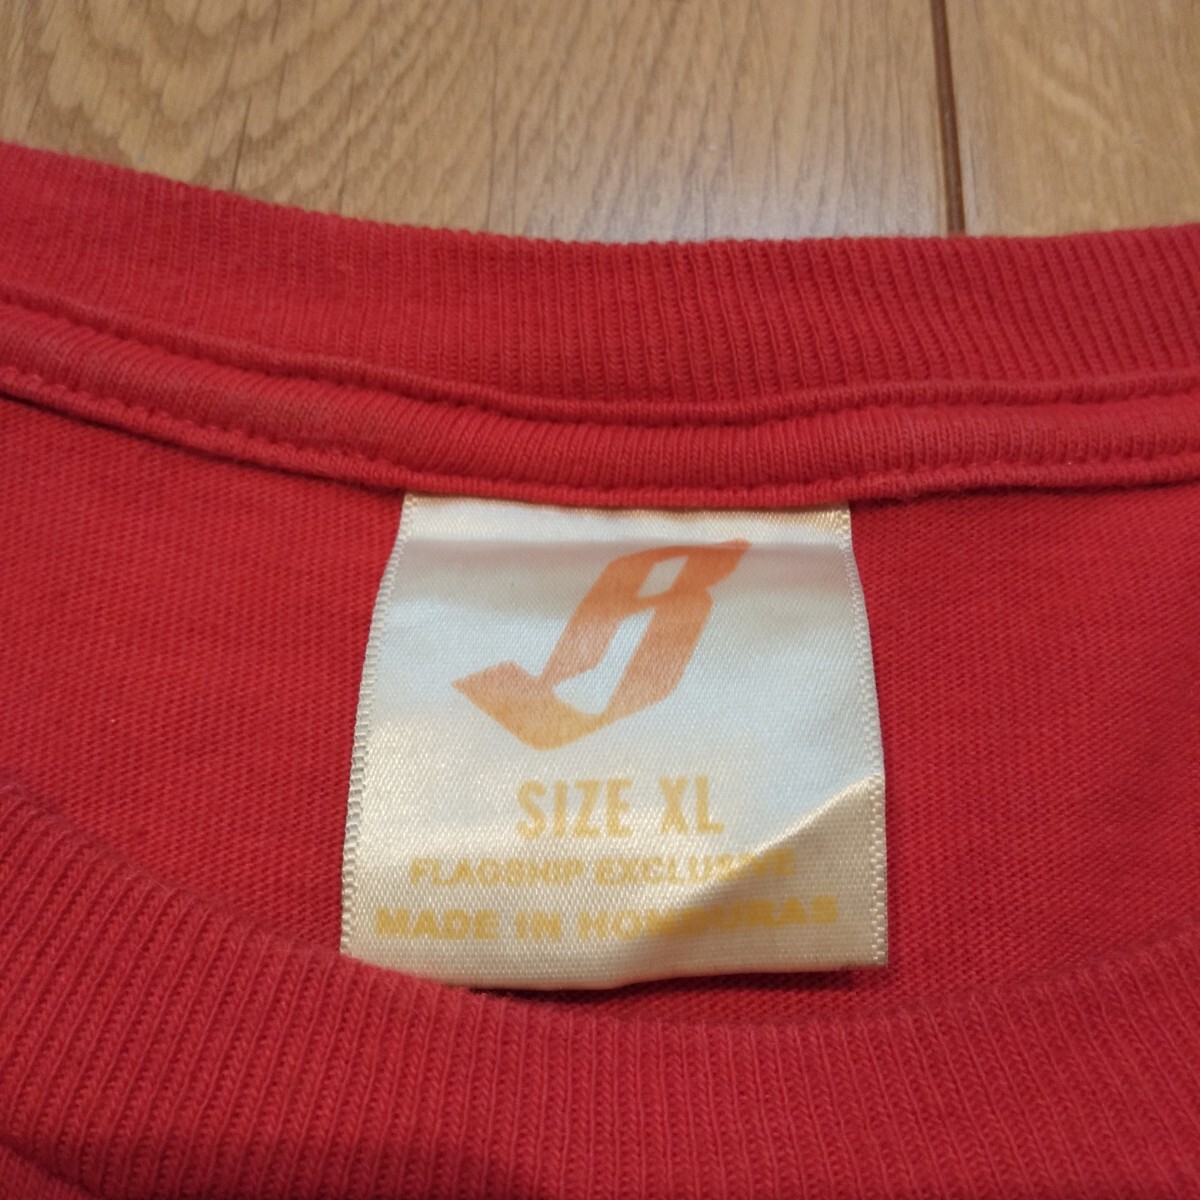 B
SIZE XL
FLAGSHIP EXCLUSIVE
MADE IN HONDURAS